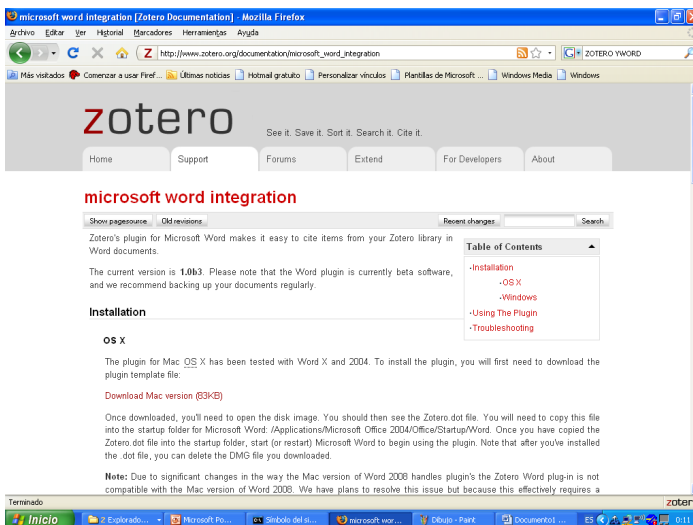 microsoft word integration [Zotero Documentation] - Mozilla Firefox
Archivo Editar Ver Historial Marcadores Herramientas Ayuda
http://www.zotero.org/documentation/microsoft_word_integration
ZOTERO YWORD
Más visitados Comenzar a usar Firef... Últimas noticias Hotmail gratuito Personalizar vínculos Plantillas de Microsoft ... Windows Media Windows
zotero
See it. Save it. Sort it. Search it. Cite it.
Home Support Forums Extend For Developers About
microsoft word integration
Show pagesource Old revisions Recent changes Search
Zotero's plugin for Microsoft Word makes it easy to cite items from your Zotero library in
Word documents.
The current version is 1.0b3. Please note that the Word plugin is currently beta software,
and we recommend backing up your documents regularly.
Table of Contents
Installation
OS X
Windows
Using The Plugin
Troubleshooting
Installation
OS X
The plugin for Mac OS X has been tested with Word X and 2004. To install the plugin, you will first need to download the
plugin template file:
Download Mac version (83KB)
Once downloaded, you'll need to open the disk image. You should then see the Zotero.dot file. You will need to copy this file
into the startup folder for Microsoft Word: /Applications/Microsoft Office 2004/Office/Startup/Word. Once you have copied the
Zotero.dot file into the startup folder, start (or restart) Microsoft Word to begin using the plugin. Note that after you've installed
the .dot file, you can delete the DMG file you downloaded.
Note: Due to significant changes in the way the Mac version of Word 2008 handles plugin's the Zotero Word plug-in is not
compatible with the Mac version of Word 2008. We have plans to resolve this issue but because this effectively requires a
Terminado
zoter
Inicio 2 Explorado... Microsoft Po... Símbolo del si... microsoft wor... Dibujo - Paint Documento1 ... ES 0:11